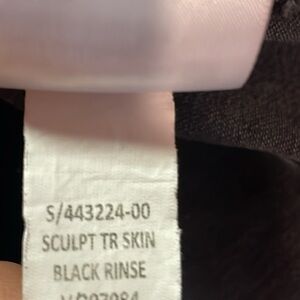 S/443224-00
SCULPT TR SKIN
BLACK RINSE